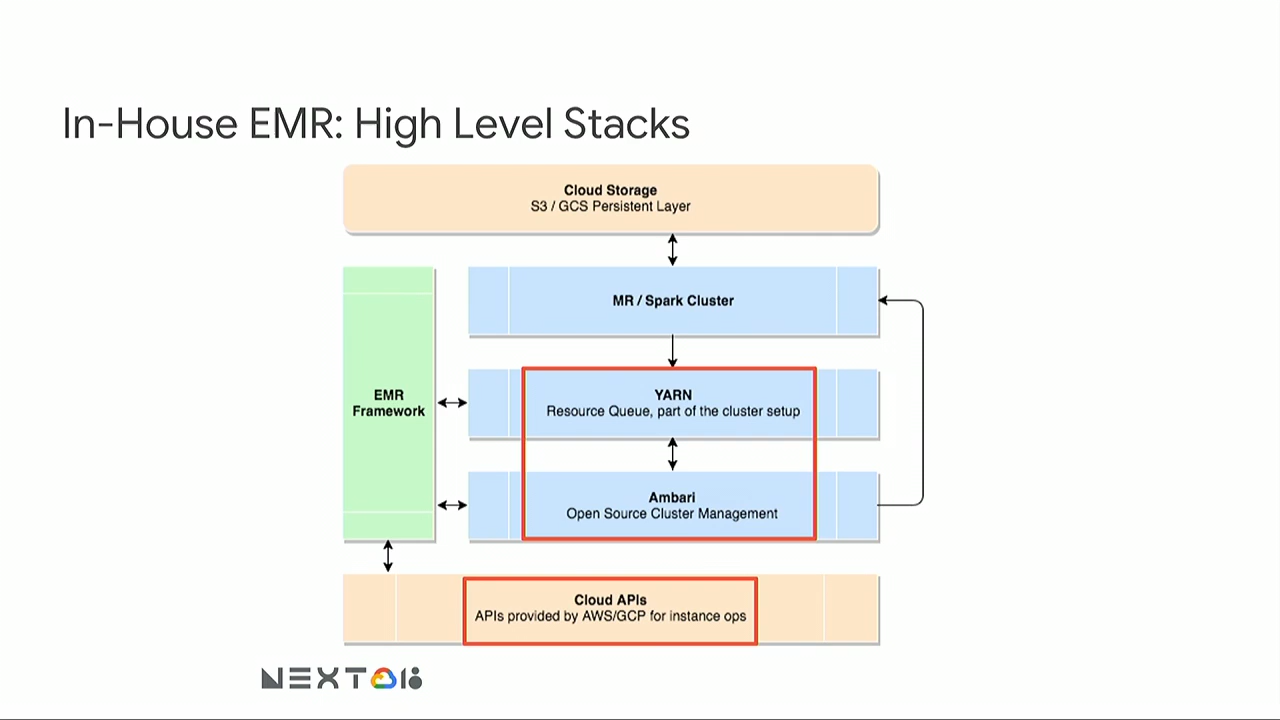 In-House EMR: High Level Stacks
Cloud Storage
S3 / GCS Persistent Layer
MR / Spark Cluster
EMR
Framework
YARN
Resource Queue, part of the cluster setup
Ambari
Open Source Cluster Management
Cloud APIs
APIs provided by AWS/GCP for instance ops
NEXT 18